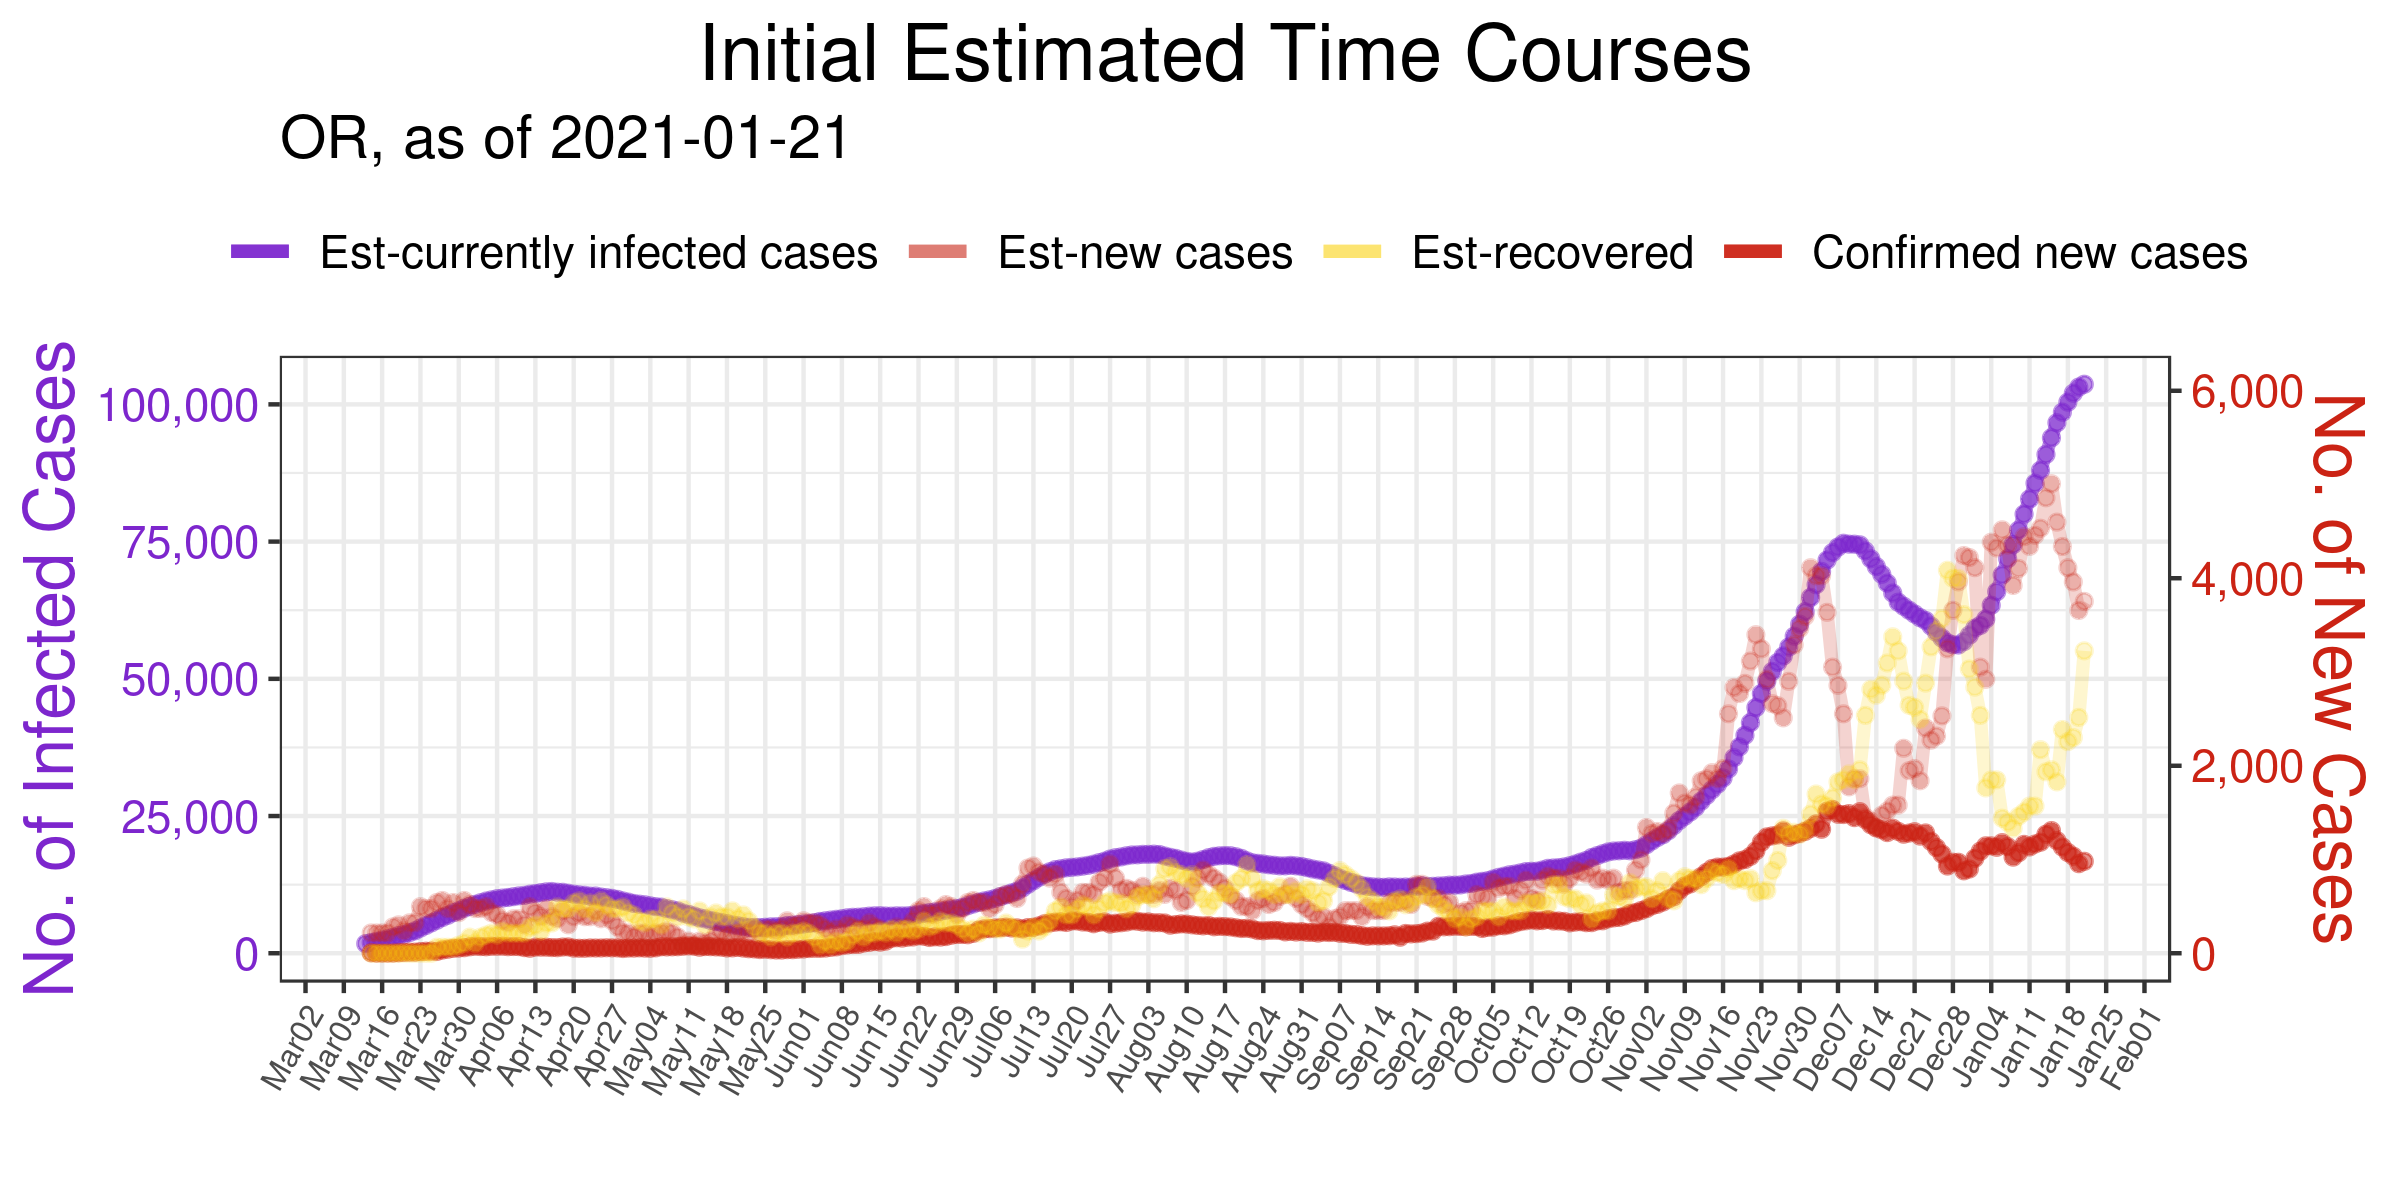 Initial Estimated Time Courses
OR, as of 2021-01-21
Est-currently infected cases Est-new cases Est-recovered Confirmed new cases
No. of Infected Cases
100,000
75,000
50,000
25,000
0
6,000
4,000
2,000
0
No. of New Cases
Mar02 Mar09 Mar16 Mar23 Mar30 Apr06 Apr13 Apr20 Apr27 May04 May11 May18 May25 Jun01 Jun08 Jun15 Jun22 Jun29 Jul06 Jul13 Jul20 Jul27 Aug03 Aug10 Aug17 Aug24 Aug31 Sep07 Sep14 Sep21 Sep28 Oct05 Oct12 Oct19 Oct26 Nov02 Nov09 Nov16 Nov23 Nov30 Dec07 Dec14 Dec21 Dec28 Jan04 Jan11 Jan18 Jan25 Feb01